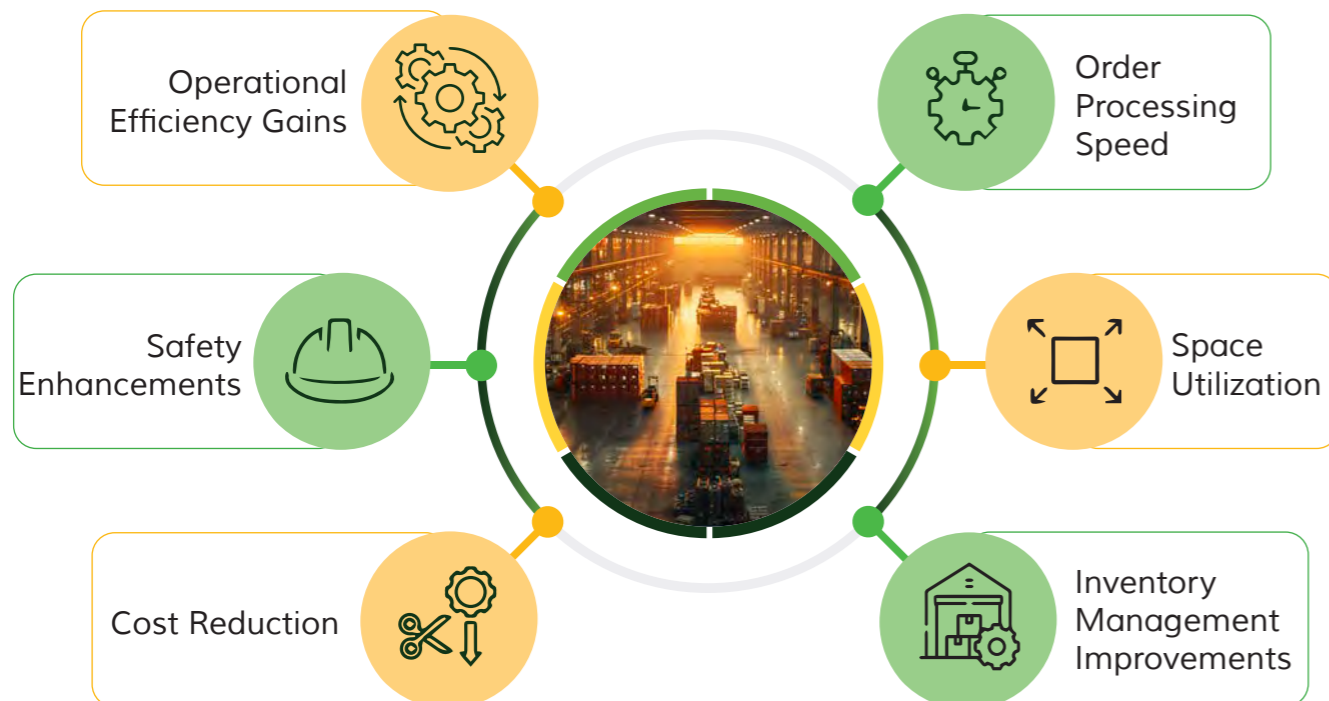 Operational
Efficiency Gains
Order
Processing
Speed
Safety
Enhancements
Space
Utilization
Cost Reduction
Inventory
Management
Improvements